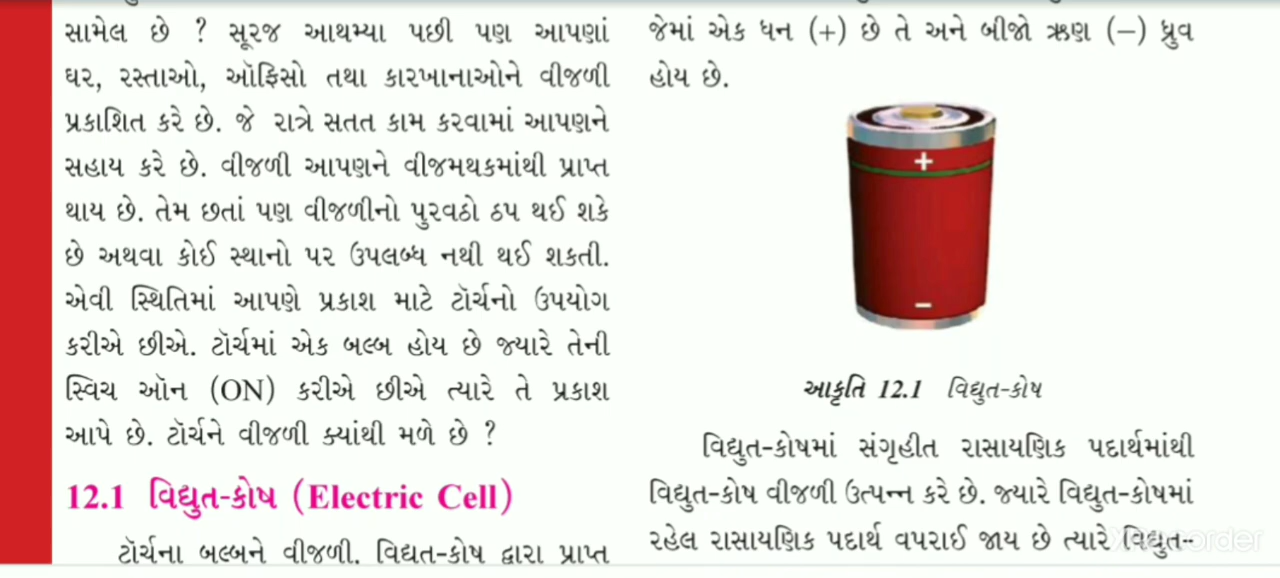 સામેલ છે ? સૂરજ આથમ્યા પછી પણ આપણાં
ઘર, રસ્તાઓ, ઑફિસો તથા કારખાનાઓને વીજળી
પ્રકાશિત કરે છે. જે રાત્રે સતત કામ કરવામાં આપણને
સહાય કરે છે. વીજળી આપણને વીજમથકમાંથી પ્રાપ્ત
થાય છે. તેમ છતાં પણ વીજળીનો પુરવઠો ઠપ થઈ શકે
છે અથવા કોઈ સ્થાનો પર ઉપલબ્ધ નથી થઈ શકતી.
એવી સ્થિતિમાં આપણે પ્રકાશ માટે ટૉર્ચનો ઉપયોગ
કરીએ છીએ. ટૉર્ચમાં એક બલ્બ હોય છે જ્યારે તેની
સ્વિચ ઑન (ON) કરીએ છીએ ત્યારે તે પ્રકાશ
આપે છે. ટૉર્ચને વીજળી ક્યાંથી મળે છે ?
12.1 વિદ્યુત-કોષ (Electric Cell)
ટૉર્ચના બલ્બને વીજળી, વિદ્યુત-કોષ દ્વારા પ્રાપ્ત
જેમાં એક ધન (+) છે તે અને બીજો ઋણ (−) ધ્રુવ
હોય છે.
+
−
આકૃતિ 12.1 વિદ્યુત-કોષ
વિદ્યુત-કોષમાં સંગૃહીત રાસાયણિક પદાર્થમાંથી
વિદ્યુત-કોષ વીજળી ઉત્પન્ન કરે છે. જ્યારે વિદ્યુત-કોષમાં
રહેલ રાસાયણિક પદાર્થ વપરાઈ જાય છે ત્યારે વિદ્યુત-
XRecorder